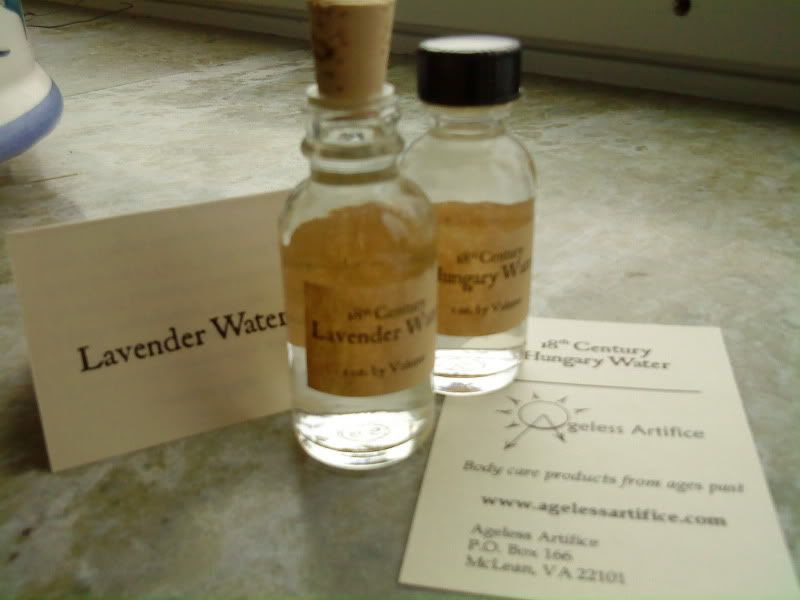 Lavender Water
18th Century
Lavender Wa
1 oz. by Volume
18th Century
Hungary Wat
1 oz. by Volume
18th Century
Hungary Water
Ageless Artifice
Body care products from ages past
www.agelessartifice.com
Ageless Artifice
P.O. Box 166
McLean, VA 22101